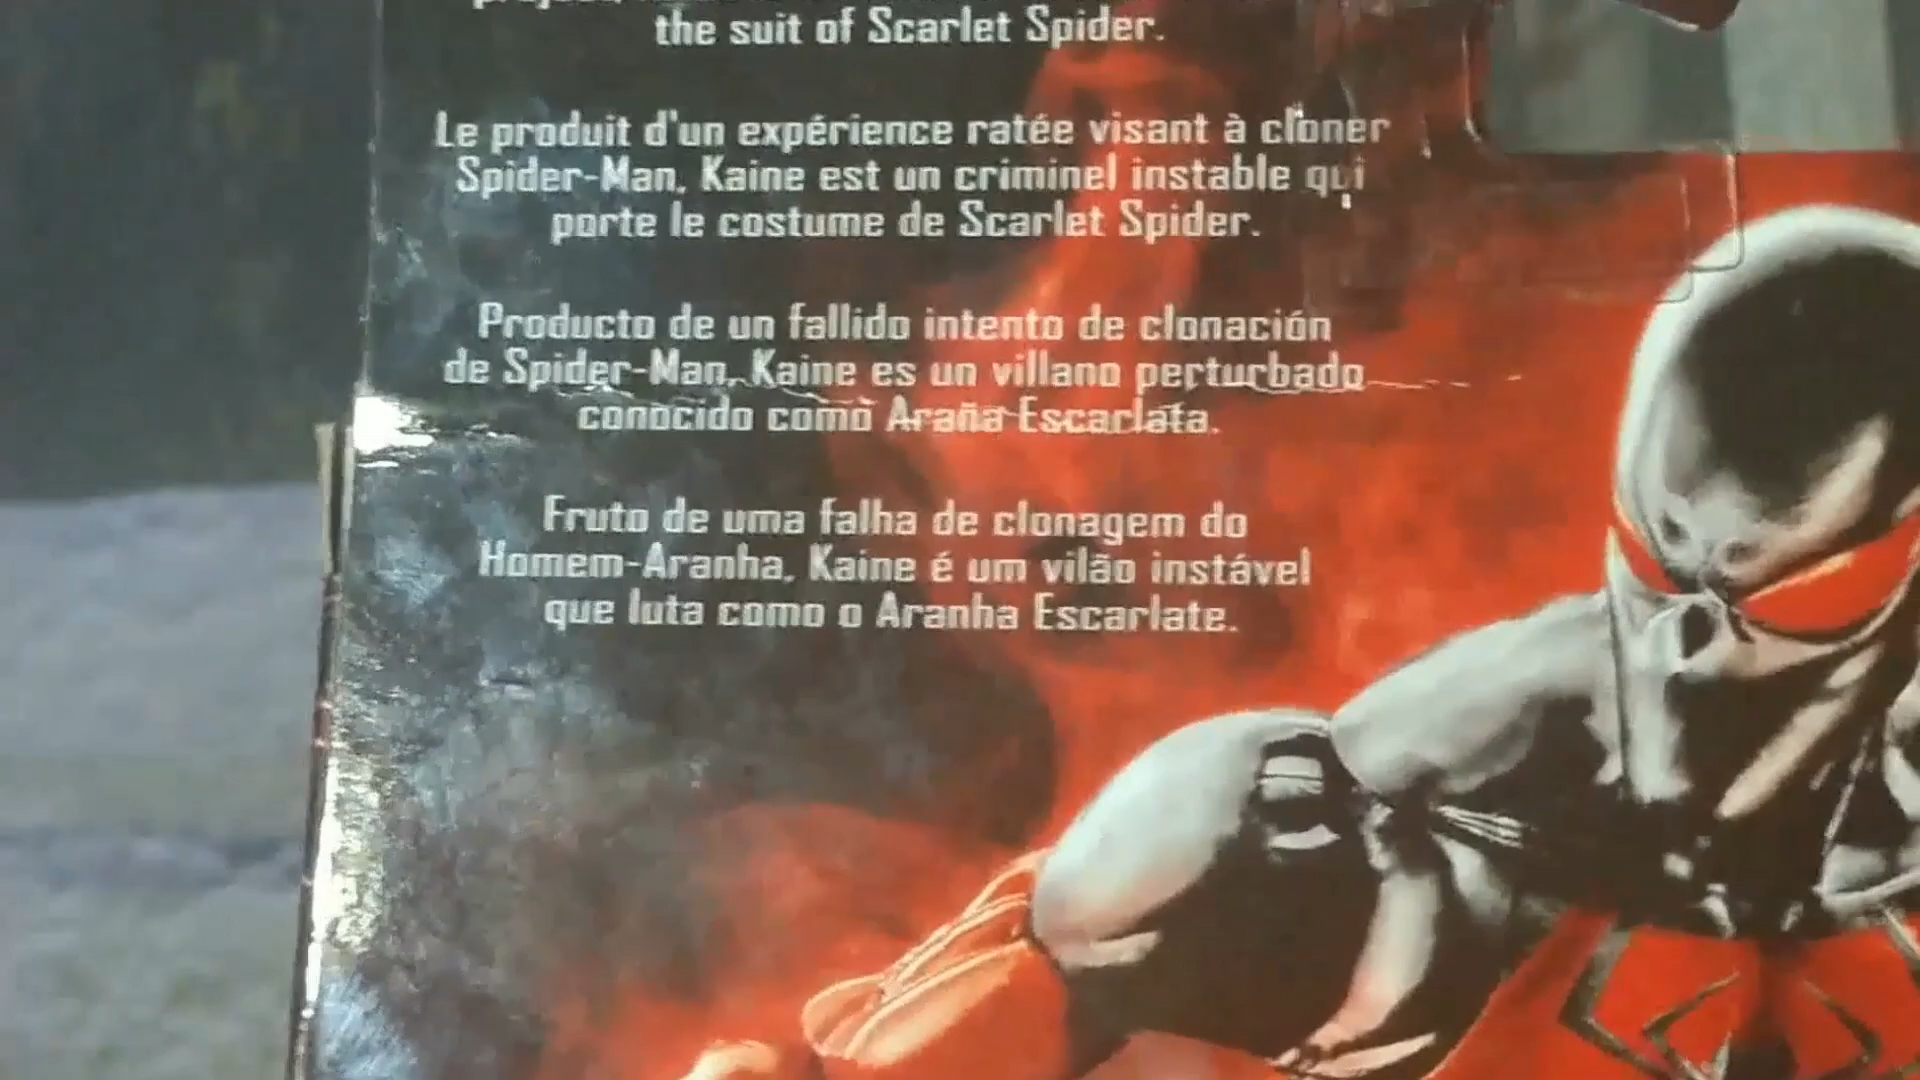 the suit of Scarlet Spider.
Le produit d'un expérience ratée visant à cloner
Spider-Man, Kaine est un criminel instable qui
porte le costume de Scarlet Spider.
Producto de un fallido intento de clonación
de Spider-Man, Kaine es un villano perturbado
conocido como Araña Escarlata.
Fruto de uma falha de clonagem do
Homem-Aranha, Kaine é um vilão instável
que luta como o Aranha Escarlate.